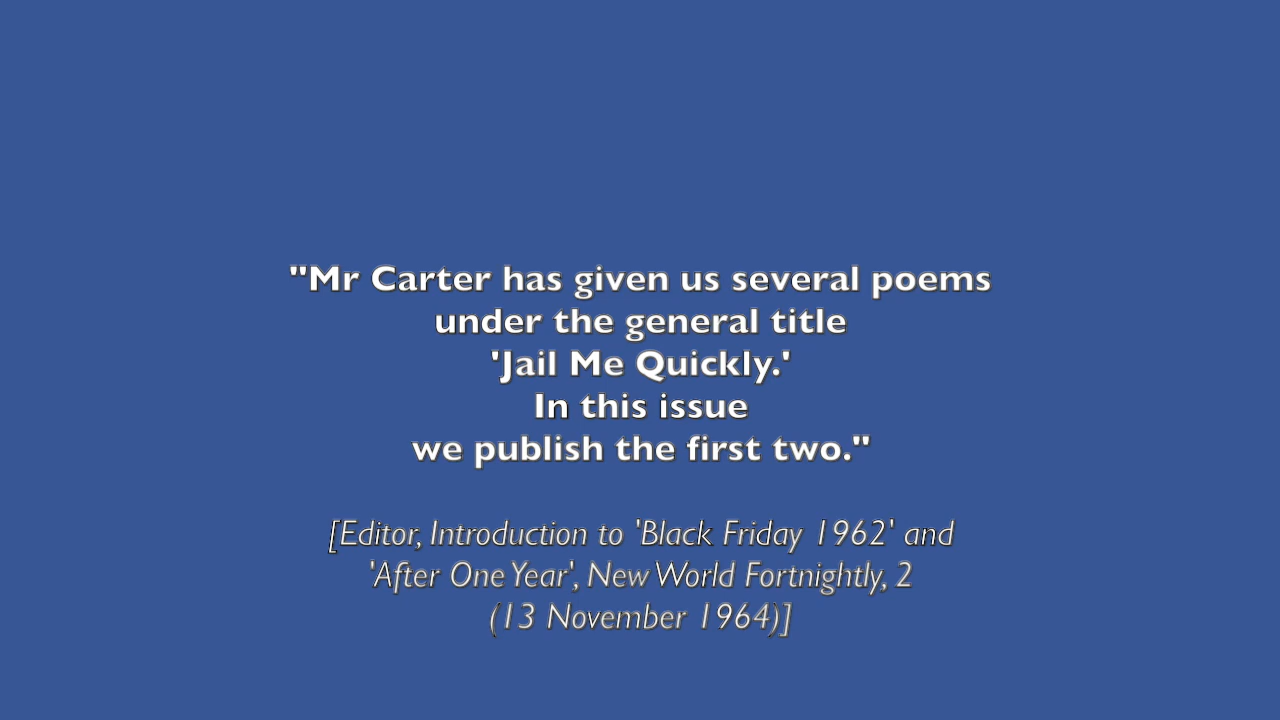 "Mr Carter has given us several poems
under the general title
'Jail Me Quickly.'
In this issue
we publish the first two."
[Editor, Introduction to 'Black Friday 1962' and
'After One Year', New World Fortnightly, 2
(13 November 1964)]